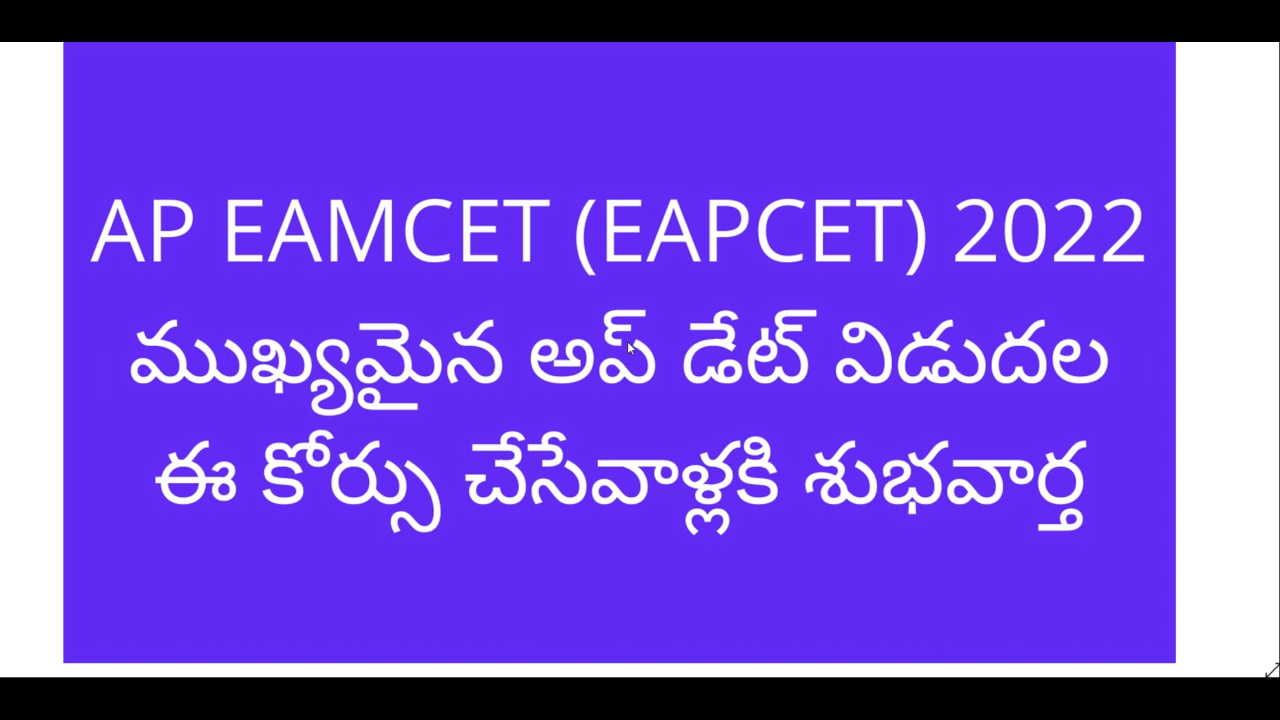 AP EAMCET (EAPCET) 2022
ముఖ్యమైన అప్ డేట్ విడుదల
ఈ కోర్సు చేసేవాళ్లకి శుభవార్త